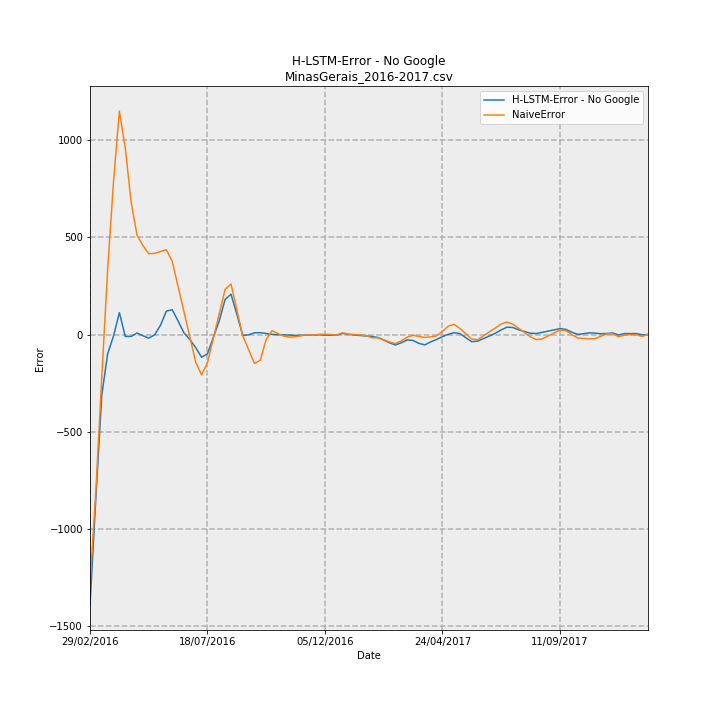 H-LSTM-Error - No Google
MinasGerais_2016-2017.csv
H-LSTM-Error - No Google
NaiveError
1000
500
0
−500
−1000
−1500
Error
29/02/2016
18/07/2016
05/12/2016
24/04/2017
11/09/2017
Date